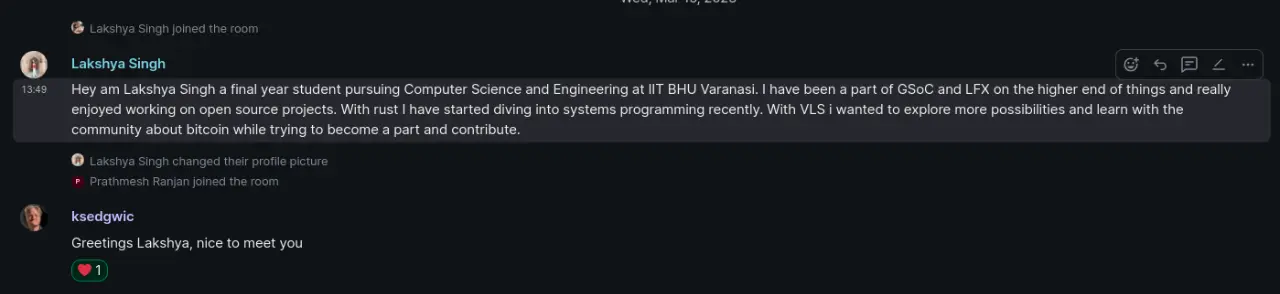 Lakshya Singh joined the room
Lakshya Singh
13:49
Hey am Lakshya Singh a final year student pursuing Computer Science and Engineering at IIT BHU Varanasi. I have been a part of GSoC and LFX on the higher end of things and really
enjoyed working on open source projects. With rust I have started diving into systems programming recently. With VLS i wanted to explore more possibilities and learn with the
community about bitcoin while trying to become a part and contribute.
Lakshya Singh changed their profile picture
P
Prathmesh Ranjan joined the room
ksedgwic
Greetings Lakshya, nice to meet you
1